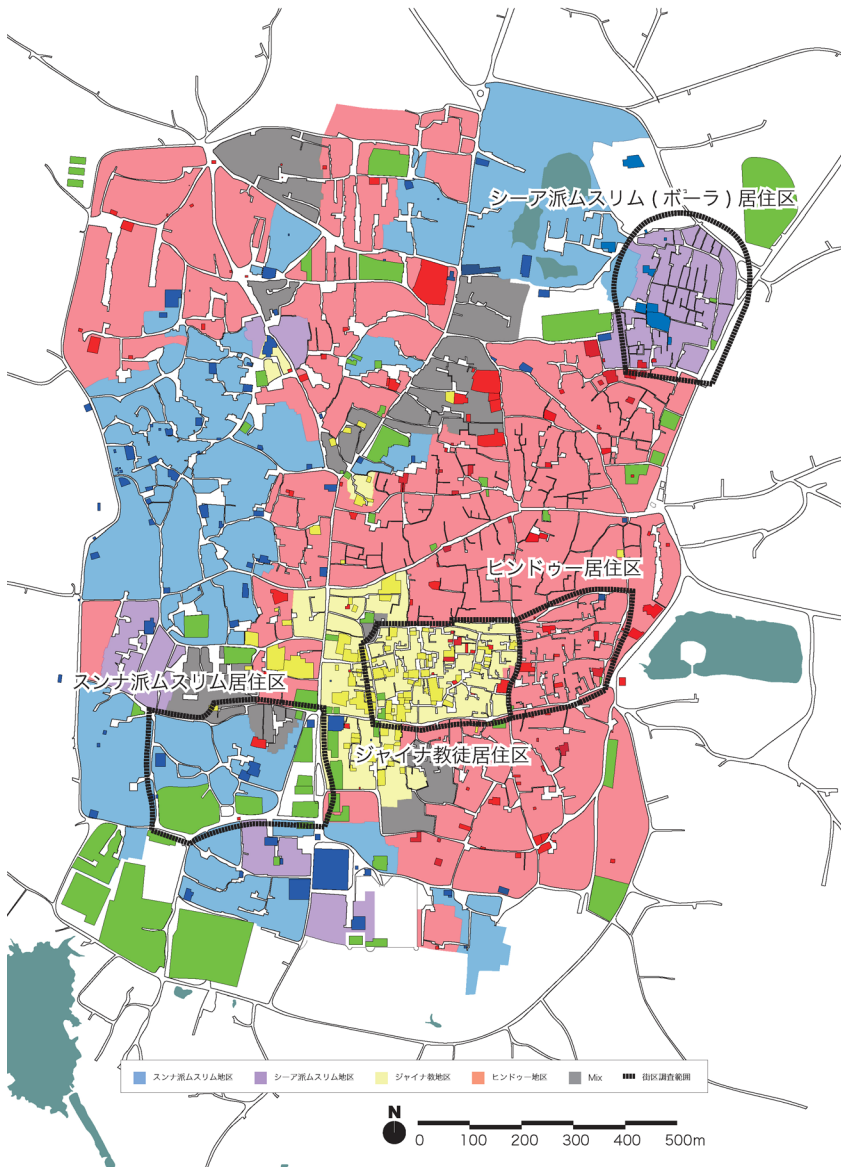 シーア派ムスリム ( ボーラ ) 居住区
ヒンドゥー居住区
スンナ派ムスリム居住区
ジャイナ教徒居住区
スンナ派ムスリム地区 シーア派ムスリム地区 ジャイナ教地区 ヒンドゥー地区 Mix 街区調査範囲
N
0 100 200 300 400 500m